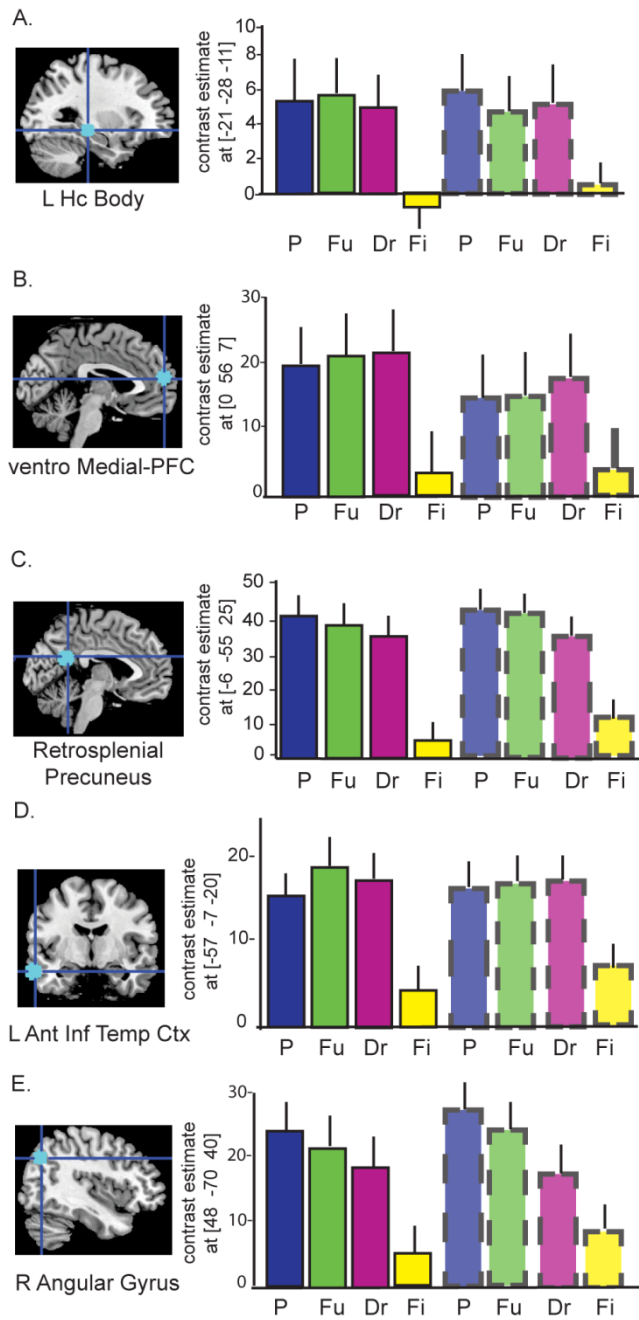 A.
contrast estimate
at [-21 -28 -11]
10
8
6
4
2
0
L Hc Body
P Fu Dr Fi P Fu Dr Fi
B.
contrast estimate
at [0 56 7]
30
20
10
0
ventro Medial-PFC
P Fu Dr Fi P Fu Dr Fi
C.
contrast estimate
at [-6 -55 25]
50
40
30
20
10
0
Retrosplenial
Precuneus
P Fu Dr Fi P Fu Dr Fi
D.
contrast estimate
at [-57 -7 -20]
20
10
0
L Ant Inf Temp Ctx
P Fu Dr Fi P Fu Dr Fi
E.
contrast estimate
at [48 -70 40]
30
20
10
0
R Angular Gyrus
P Fu Dr Fi P Fu Dr Fi